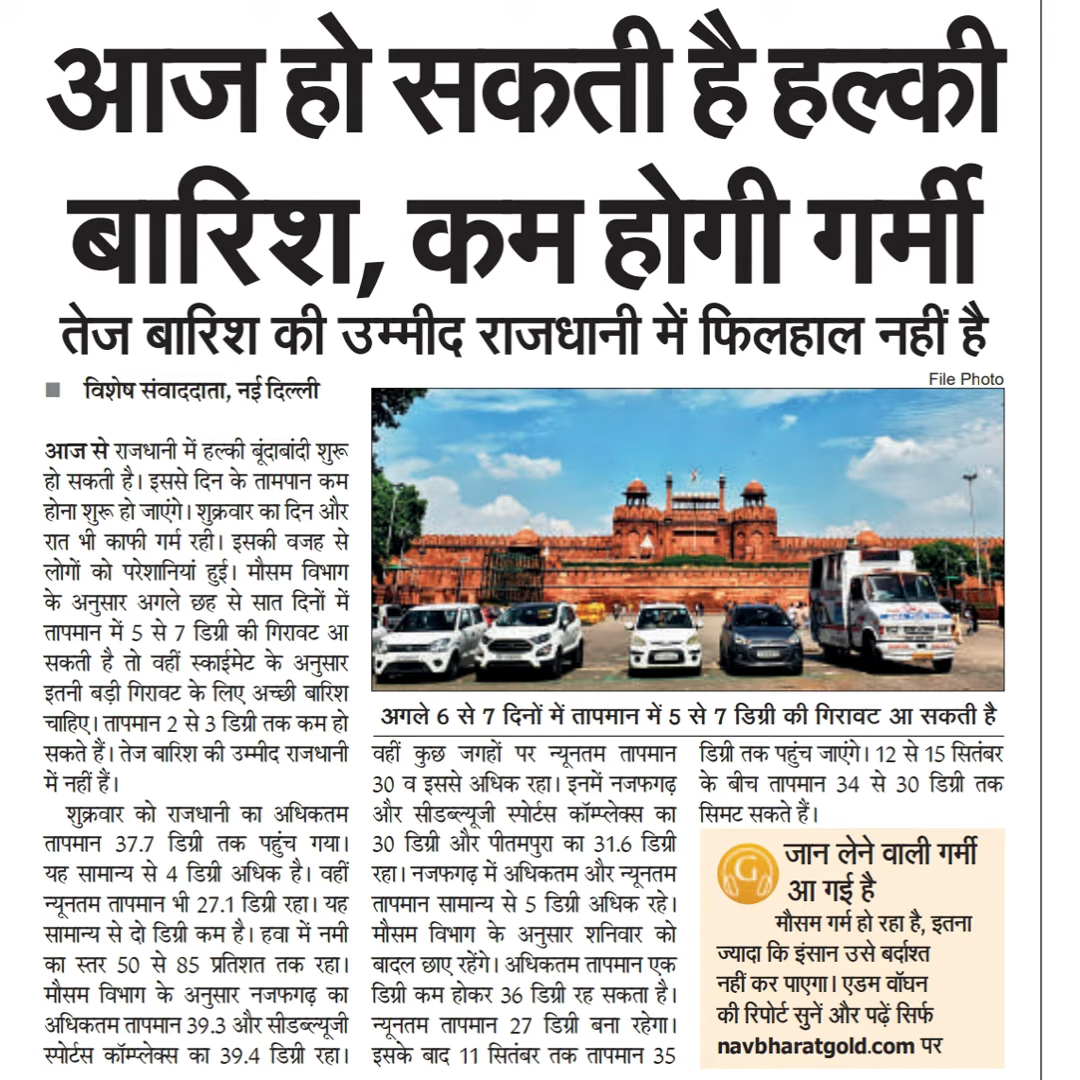 आज हो सकती है हल्की
बारिश, कम होगी गर्मी
तेज बारिश की उम्मीद राजधानी में फिलहाल नहीं है
■ विशेष संवाददाता, नई दिल्ली
आज से राजधानी में हल्की बूंदाबांदी शुरू
हो सकती है। इससे दिन के तामपान कम
होना शुरू हो जाएंगे। शुक्रवार का दिन और
रात भी काफी गर्म रही। इसकी वजह से
लोगों को परेशानियां हुई। मौसम विभाग
के अनुसार अगले छह से सात दिनों में
तापमान में 5 से 7 डिग्री की गिरावट आ
सकती है तो वहीं स्काईमेट के अनुसार
इतनी बड़ी गिरावट के लिए अच्छी बारिश
चाहिए। तापमान 2 से 3 डिग्री तक कम हो
सकते हैं। तेज बारिश की उम्मीद राजधानी
में नहीं हैं।
शुक्रवार को राजधानी का अधिकतम
तापमान 37.7 डिग्री तक पहुंच गया।
यह सामान्य से 4 डिग्री अधिक है। वहीं
न्यूनतम तापमान भी 27.1 डिग्री रहा। यह
सामान्य से दो डिग्री कम है। हवा में नमी
का स्तर 50 से 85 प्रतिशत तक रहा।
मौसम विभाग के अनुसार नजफगढ़ का
अधिकतम तापमान 39.3 और सीडब्ल्यूजी
स्पोर्टस कॉम्प्लेक्स का 39.4 डिग्री रहा।
File Photo
अगले 6 से 7 दिनों में तापमान में 5 से 7 डिग्री की गिरावट आ सकती है
वहीं कुछ जगहों पर न्यूनतम तापमान
30 व इससे अधिक रहा। इनमें नजफगढ़
और सीडब्ल्यूजी स्पोर्टस कॉम्प्लेक्स का
30 डिग्री और पीतमपुरा का 31.6 डिग्री
रहा। नजफगढ़ में अधिकतम और न्यूनतम
तापमान सामान्य से 5 डिग्री अधिक रहे।
मौसम विभाग के अनुसार शनिवार को
बादल छाए रहेंगे। अधिकतम तापमान एक
डिग्री कम होकर 36 डिग्री रह सकता है।
न्यूनतम तापमान 27 डिग्री बना रहेगा।
इसके बाद 11 सितंबर तक तापमान 35
डिग्री तक पहुंच जाएंगे। 12 से 15 सितंबर
के बीच तापमान 34 से 30 डिग्री तक
सिमट सकते हैं।
G
जान लेने वाली गर्मी
आ गई है
मौसम गर्म हो रहा है, इतना
ज्यादा कि इंसान उसे बर्दाश्त
नहीं कर पाएगा। एडम वॉघन
की रिपोर्ट सुनें और पढ़ें सिर्फ
navbharatgold.com पर